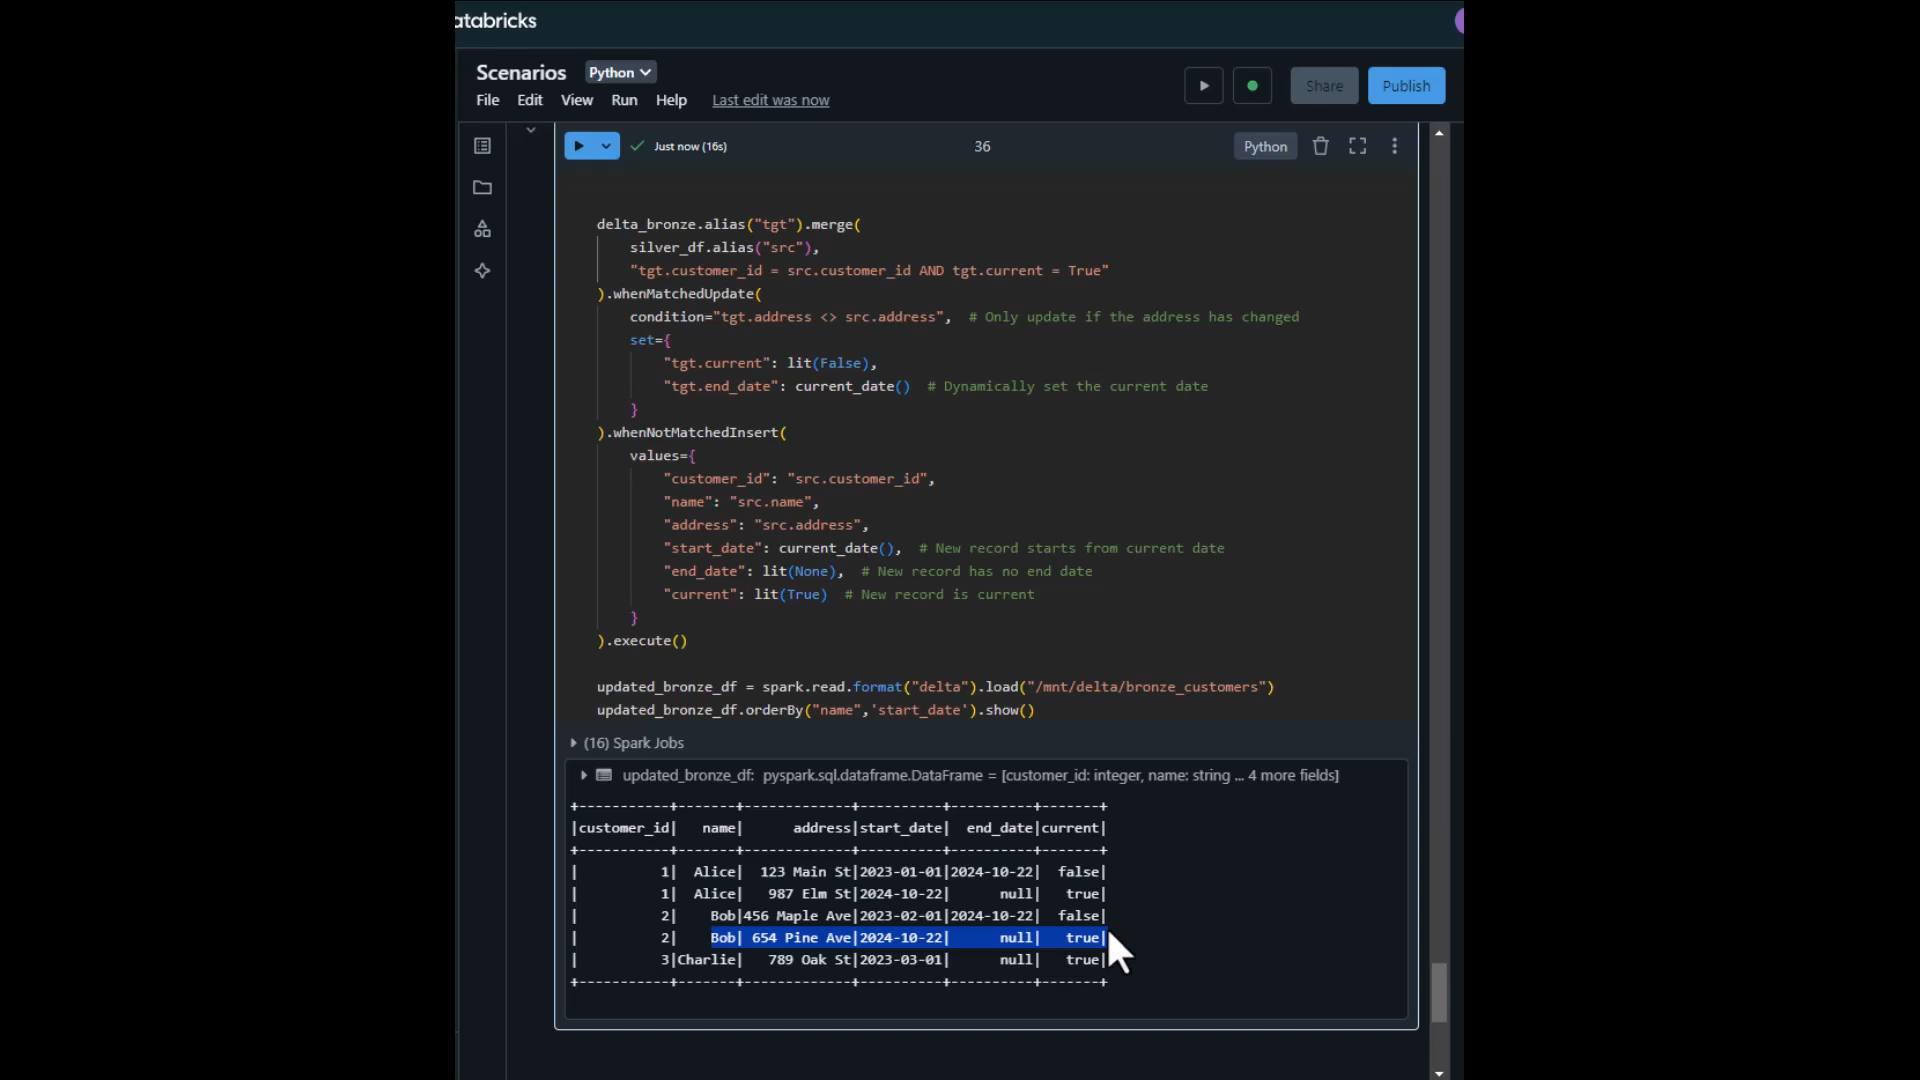 atabricks
Scenarios Python
File Edit View Run Help Last edit was now
Share Publish
Just now (16s) 36 Python
delta_bronze.alias("tgt").merge(
silver_df.alias("src"),
"tgt.customer_id = src.customer_id AND tgt.current = True"
).whenMatchedUpdate(
condition="tgt.address <> src.address", # Only update if the address has changed
set={
"tgt.current": lit(False),
"tgt.end_date": current_date() # Dynamically set the current date
}
).whenNotMatchedInsert(
values={
"customer_id": "src.customer_id",
"name": "src.name",
"address": "src.address",
"start_date": current_date(), # New record starts from current date
"end_date": lit(None), # New record has no end date
"current": lit(True) # New record is current
}
).execute()
updated_bronze_df = spark.read.format("delta").load("/mnt/delta/bronze_customers")
updated_bronze_df.orderBy("name",'start_date').show()
(16) Spark Jobs
updated_bronze_df: pyspark.sql.dataframe.DataFrame = [customer_id: integer, name: string ... 4 more fields]
+-----------+-------+-------------+----------+----------+-------+
|customer_id|   name|      address|start_date|  end_date|current|
+-----------+-------+-------------+----------+----------+-------+
|          1|  Alice|  123 Main St|2023-01-01|2024-10-22|  false|
|          1|  Alice|   987 Elm St|2024-10-22|      null|   true|
|          2|    Bob|456 Maple Ave|2023-02-01|2024-10-22|  false|
|          2|    Bob| 654 Pine Ave|2024-10-22|      null|   true|
|          3|Charlie|   789 Oak St|2023-03-01|      null|   true|
+-----------+-------+-------------+----------+----------+-------+